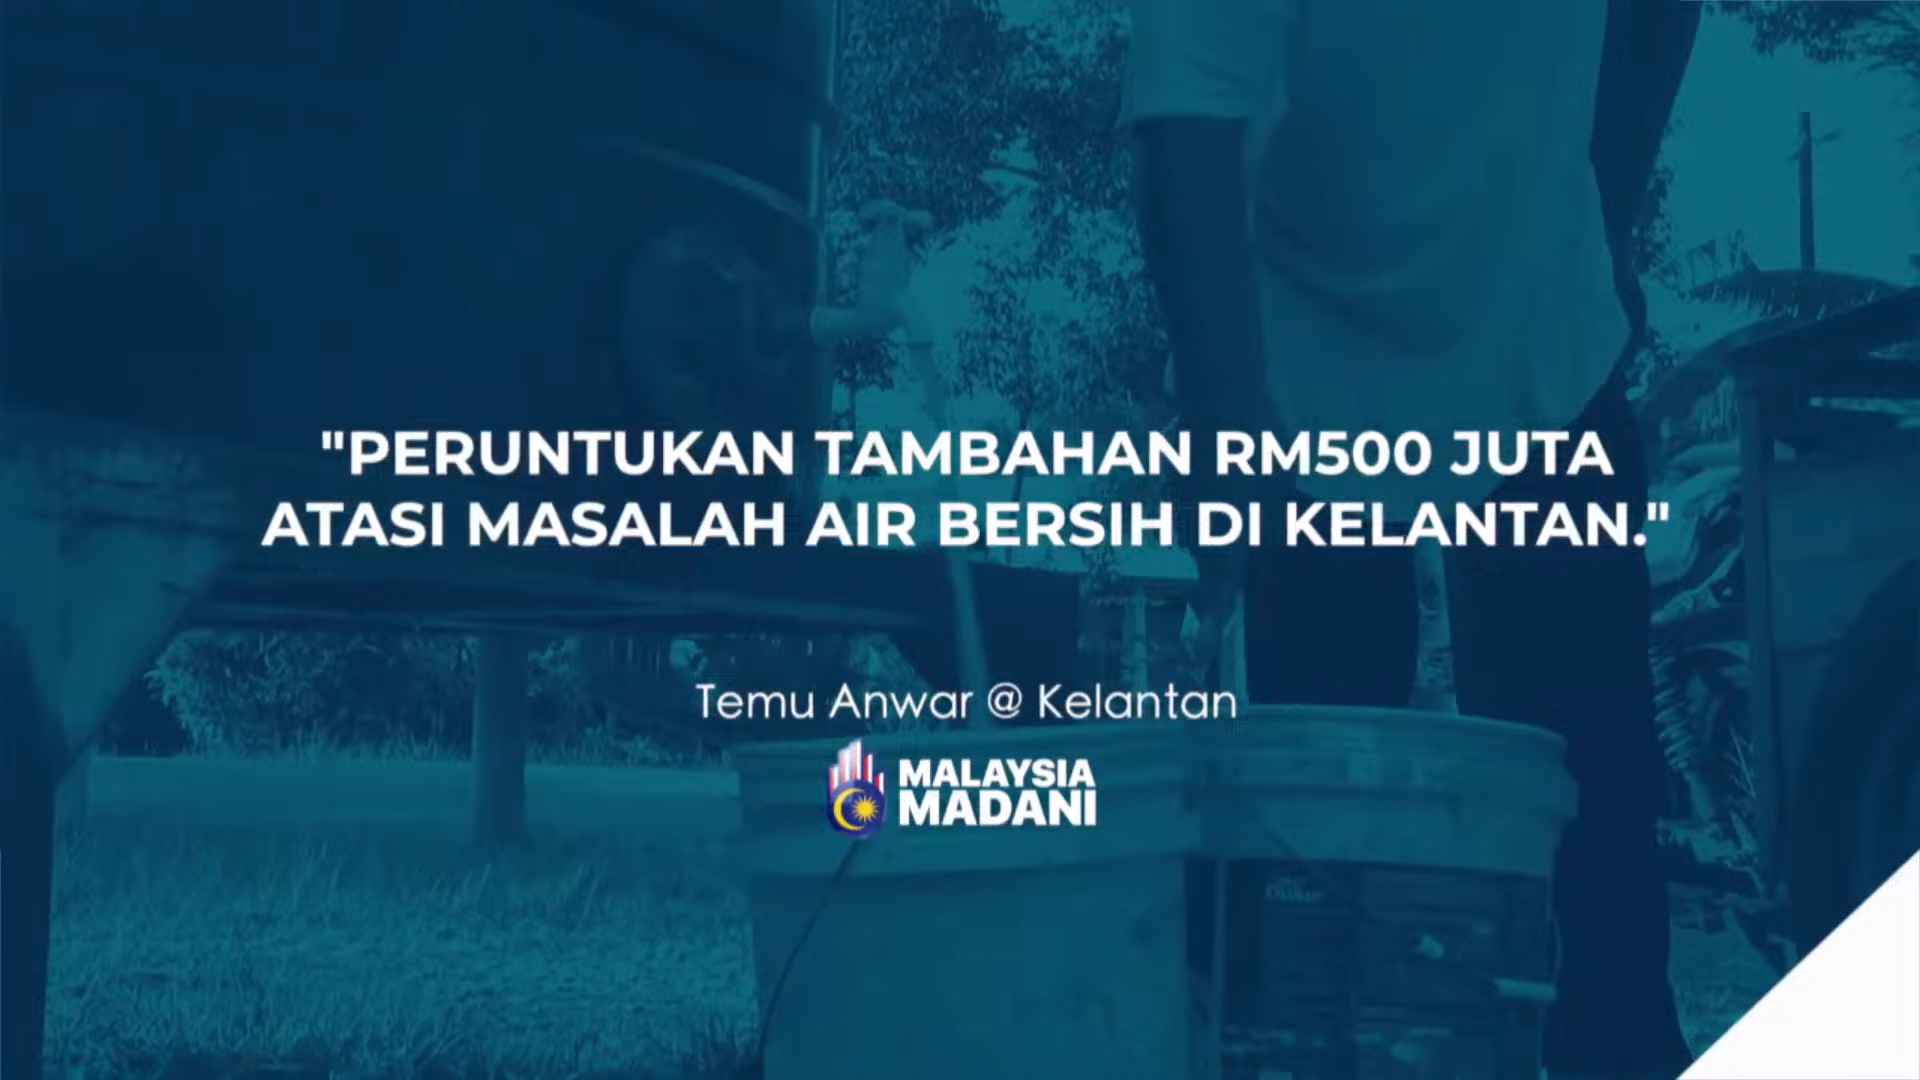 "PERUNTUKAN TAMBAHAN RM500 JUTA
ATASI MASALAH AIR BERSIH DI KELANTAN."
Temu Anwar @ Kelantan
MALAYSIA
MADANI